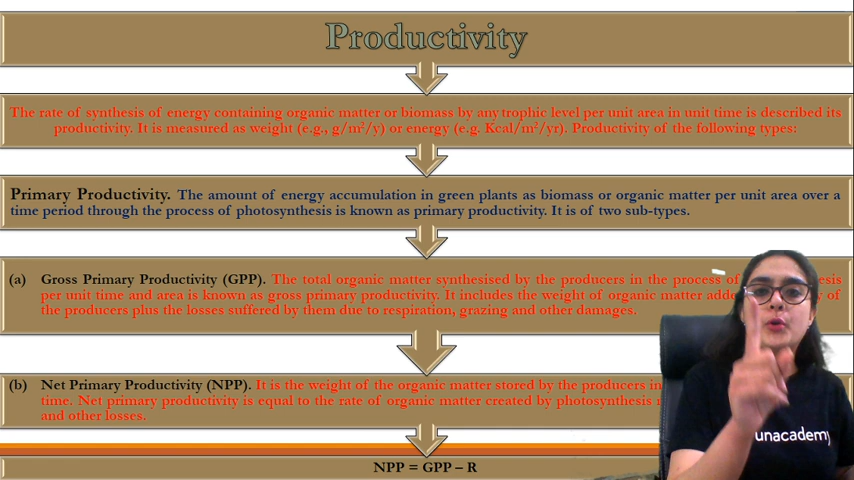 Productivity
The rate of synthesis of energy containing organic matter or biomass by any trophic level per unit area in unit time is described its
productivity. It is measured as weight (e.g., g/m²/y) or energy (e.g. Kcal/m²/yr). Productivity of the following types:
Primary Productivity. The amount of energy accumulation in green plants as biomass or organic matter per unit area over a
time period through the process of photosynthesis is known as primary productivity. It is of two sub-types.
(a) Gross Primary Productivity (GPP). The total organic matter synthesised by the producers in the process of
per unit time and area is known as gross primary productivity. It includes the weight of organic matter of
the producers plus the losses suffered by them due to respiration, grazing and other damages.
(b) Net Primary Productivity (NPP). It is the weight of the organic matter stored by the producers in
time. Net primary productivity is equal to the rate of organic matter created by photosynthesis
and other losses.
NPP = GPP – R
unacademy